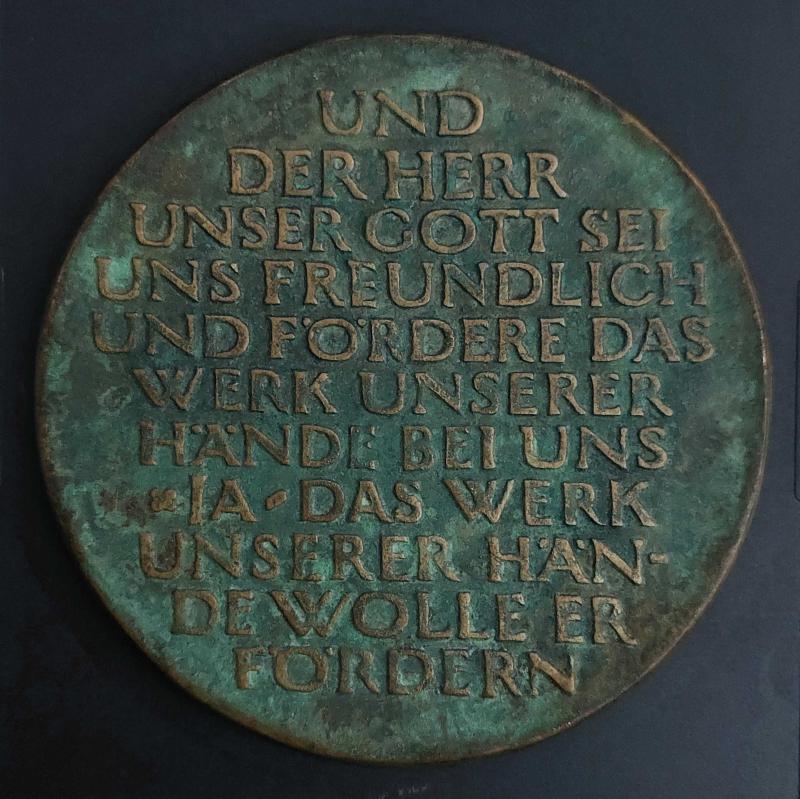 UND
DER HERR
UNSER GOTT SEI
UNS FREUNDLICH
UND FÖRDERE DAS
WERK UNSERER
HÄNDE BEI UNS
* JA - DAS WERK
UNSERER HÄN-
DE WOLLE ER
FÖRDERN